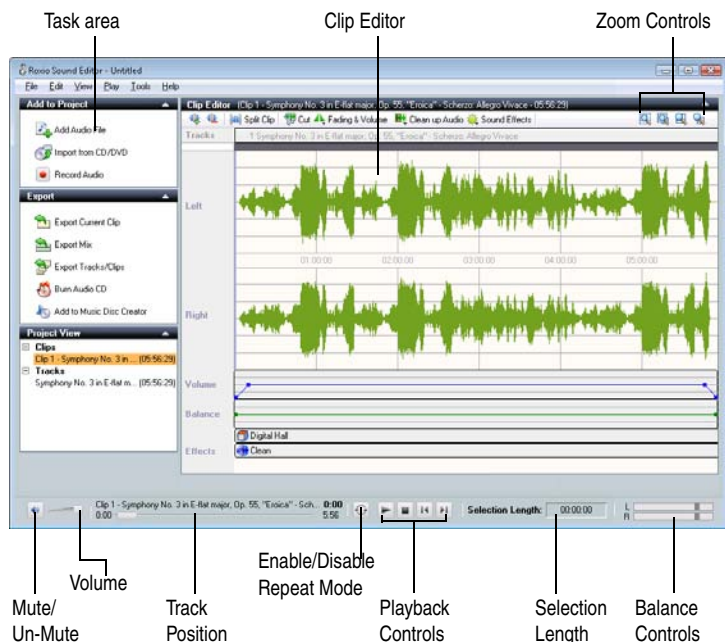 Task area
Clip Editor
Zoom Controls
Roxio Sound Editor - Untitled
File Edit View Play Tools Help
Add to Project
Add Audio File
Import from CD/DVD
Record Audio
Export
Export Current Clip
Export Mix
Export Tracks/Clips
Burn Audio CD
Add to Music Disc Creator
Project View
Clips
Clip 1 - Symphony No. 3 in ... (05:56:29)
Tracks
Symphony No. 3 in E-flat m... (05:56:29)
Clip Editor (Clip 1 - Symphony No. 3 in E-flat major, Op. 55, "Eroica" - Scherzo: Allegro Vivace - 05:56:29)
Split Clip Cut Fading & Volume Clean up Audio Sound Effects
Tracks 1 Symphony No. 3 in E-flat major, Op. 55, "Eroica" - Scherzo: Allegro Vivace
Left
01:00:00 02:00:00 03:00:00 04:00:00 05:00:00
Right
Volume
Balance
Digital Hall
Effects Clean
Clip 1 - Symphony No. 3 in E-flat major, Op. 55, "Eroica" - Sch... 0:00
0:00 5:56
Selection Length: 00:00:00
L
R
Volume
Enable/Disable
Repeat Mode
Mute/
Un-Mute
Track
Position
Playback
Controls
Selection
Length
Balance
Controls